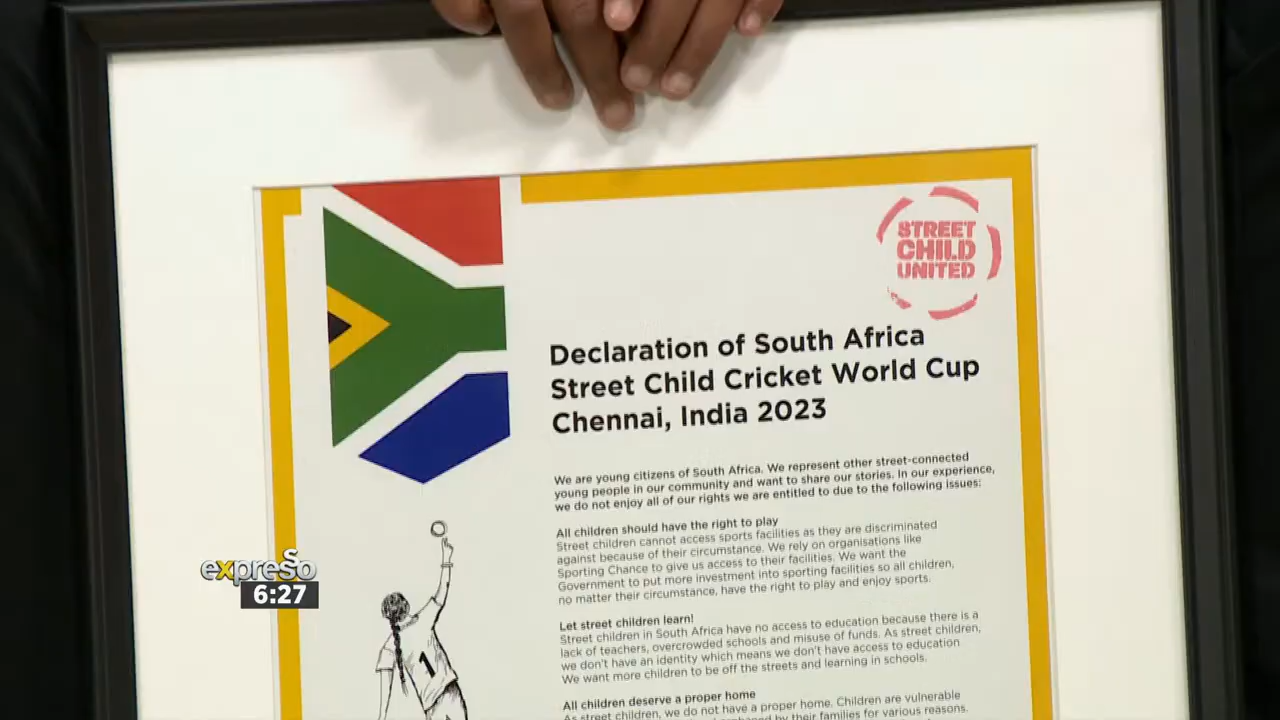 STREET
CHILD
UNITED
Declaration of South Africa
Street Child Cricket World Cup
Chennai, India 2023
We are young citizens of South Africa. We represent other street-connected
young people in our community and want to share our stories. In our experience,
we do not enjoy all of our rights we are entitled to due to the following issues:
All children should have the right to play
Street children cannot access sports facilities as they are discriminated
against because of their circumstance. We rely on organisations like
Sporting Chance to give us access to their facilities. We want the
Government to put more investment into sporting facilities so all children,
no matter their circumstance, have the right to play and enjoy sports.
Let street children learn!
Street children in South Africa have no access to education because there is a
lack of teachers, overcrowded schools and misuse of funds. As street children,
we don't have an identity which means we don't have access to education
We want more children to be off the streets and learning in schools.
All children deserve a proper home
As street children, we do not have a proper home. Children are vulnerable
by their families for various reasons.
expreSso
6:27
1